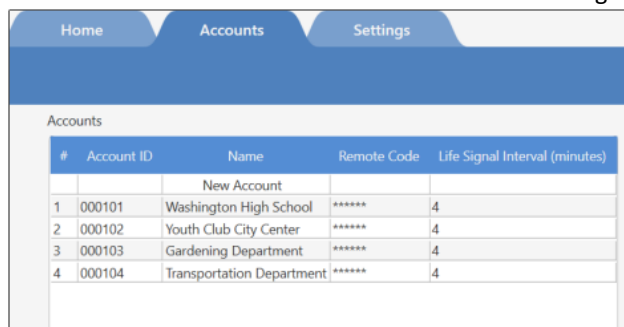 Home Accounts Settings
Accounts
# Account ID Name Remote Code Life Signal Interval (minutes)
New Account
1 000101 Washington High School ****** 4
2 000102 Youth Club City Center ****** 4
3 000103 Gardening Department ****** 4
4 000104 Transportation Department ****** 4